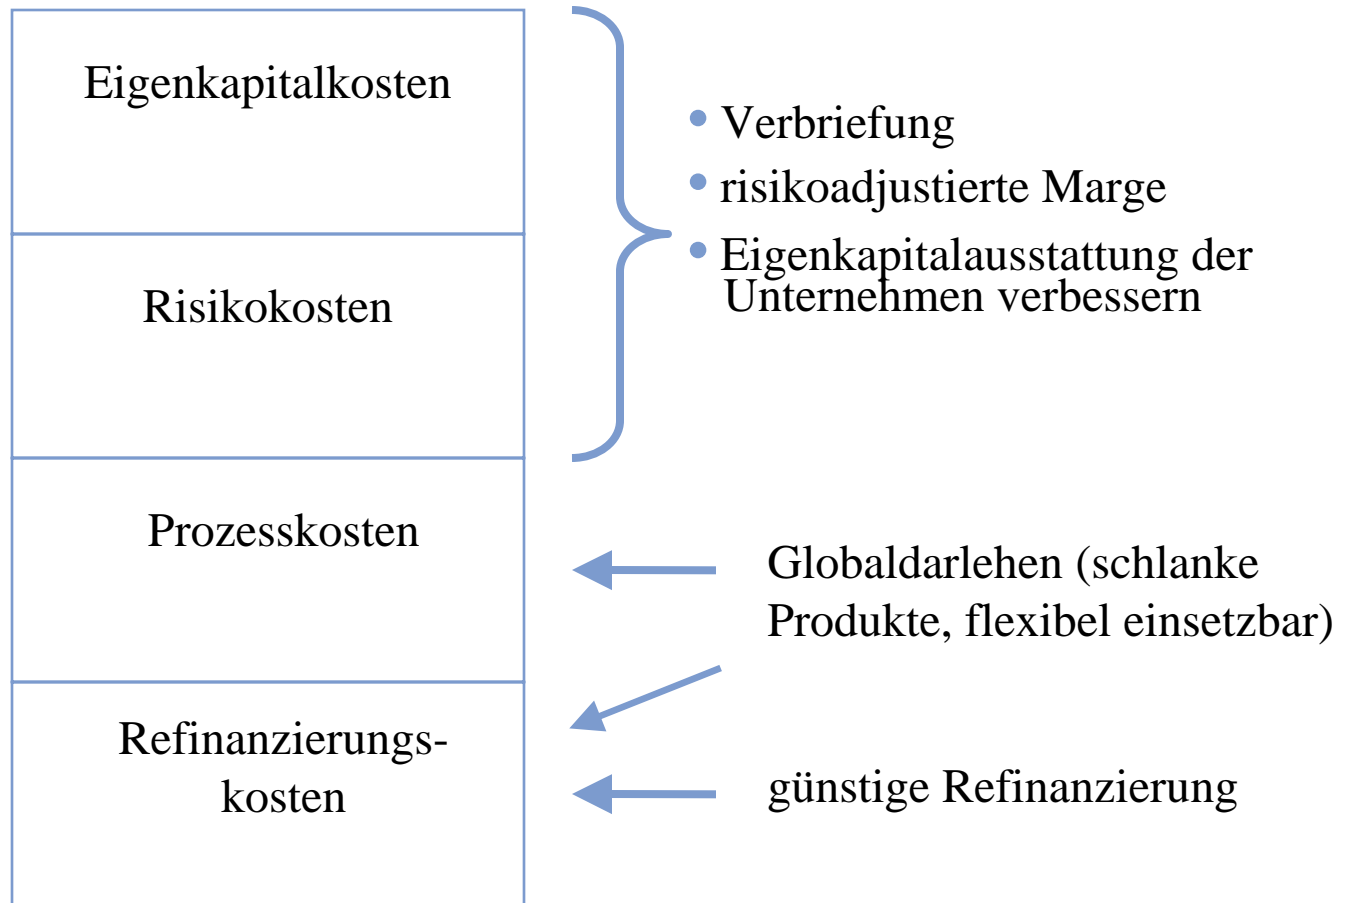 Eigenkapitalkosten
• Verbriefung
• risikoadjustierte Marge
• Eigenkapitalausstattung der
Unternehmen verbessern
Risikokosten
Prozesskosten
Globaldarlehen (schlanke
Produkte, flexibel einsetzbar)
Refinanzierungs-
kosten
günstige Refinanzierung